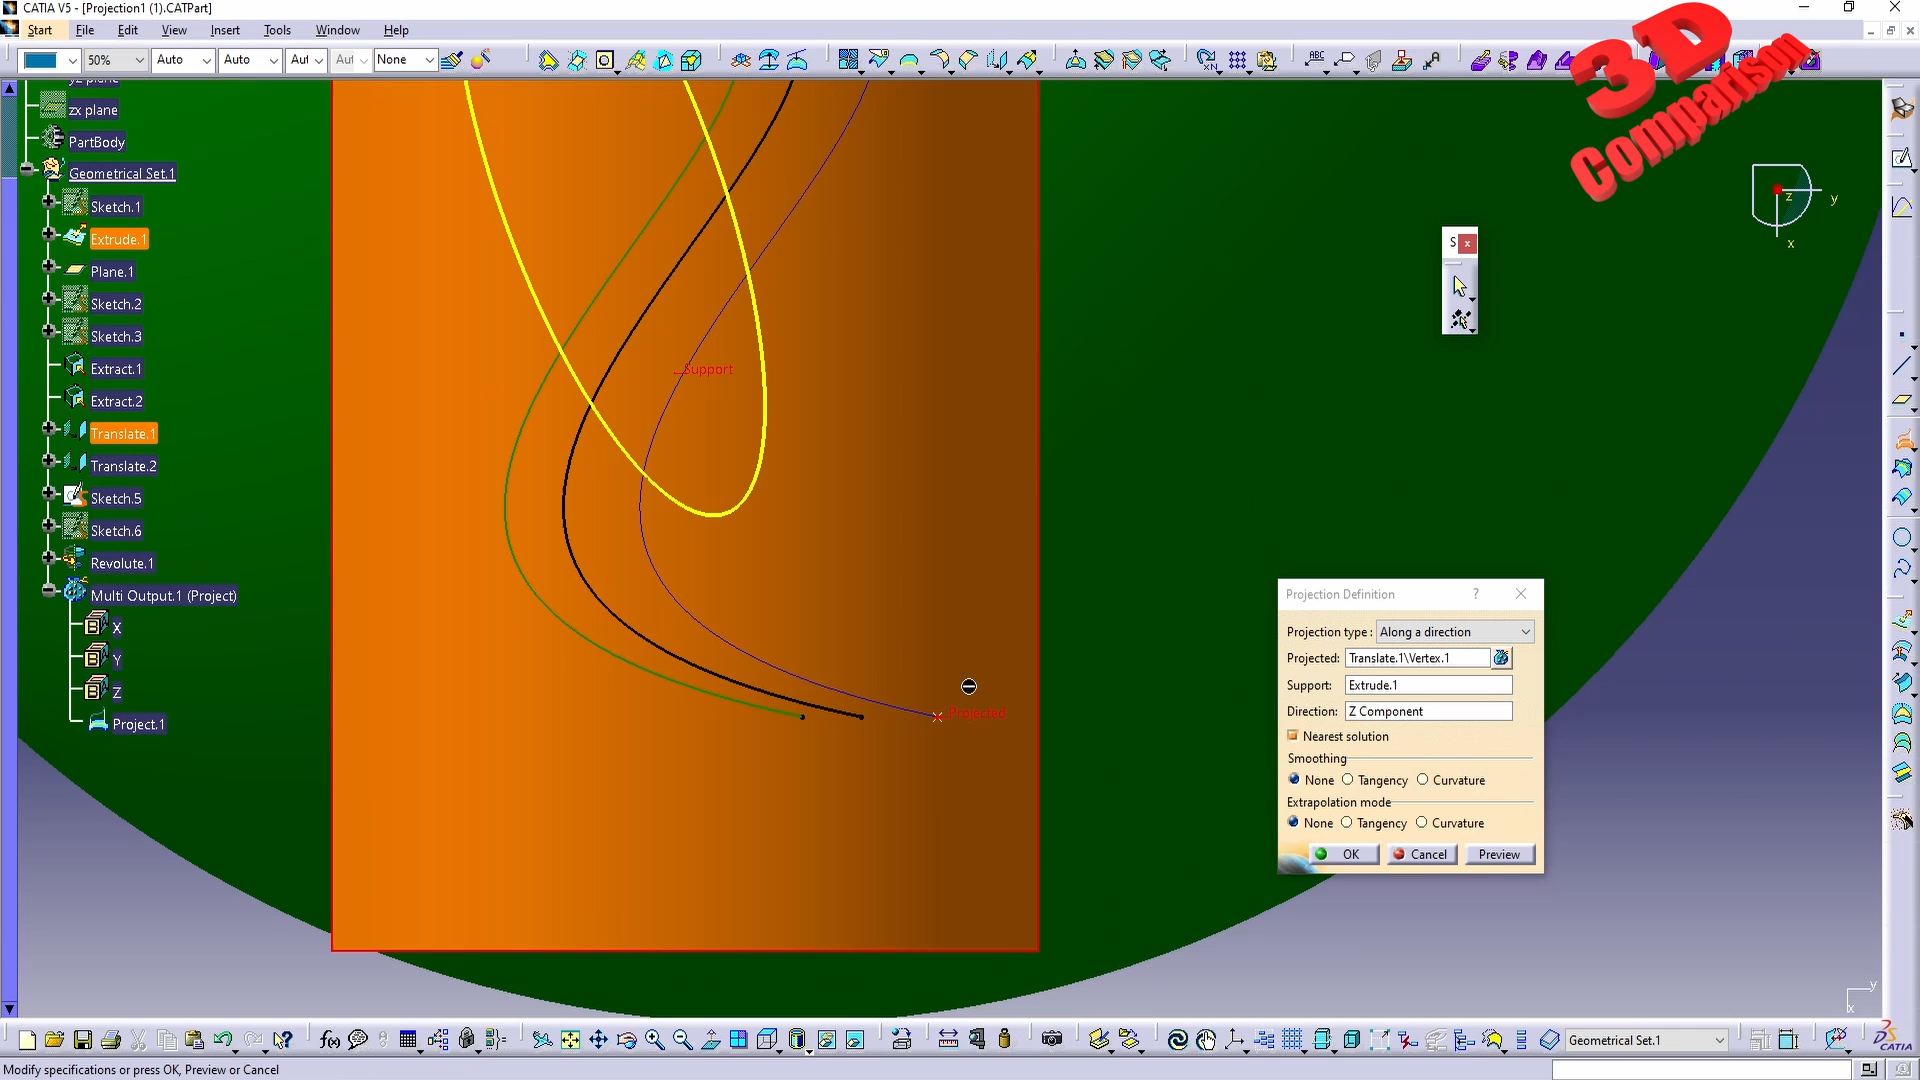 CATIA V5 - [Projection1 (1).CATPart]
Start File Edit View Insert Tools Window Help
50% Auto Auto Aut Aut None
3D
Comparison
yz plane
zx plane
PartBody
Geometrical Set.1
Sketch.1
Extrude.1
Plane.1
Sketch.2
Sketch.3
Extract.1
Extract.2
Translate.1
Translate.2
Sketch.5
Sketch.6
Revolute.1
Multi Output.1 (Project)
X
Y
Z
Project.1
Support
Projected
z
y
x
S
Projection Definition
Projection type : Along a direction
Projected: Translate.1\Vertex.1
Support: Extrude.1
Direction: Z Component
Nearest solution
Smoothing
None Tangency Curvature
Extrapolation mode
None Tangency Curvature
OK Cancel Preview
y
x
Geometrical Set.1
CATIA
Modify specifications or press OK, Preview or Cancel